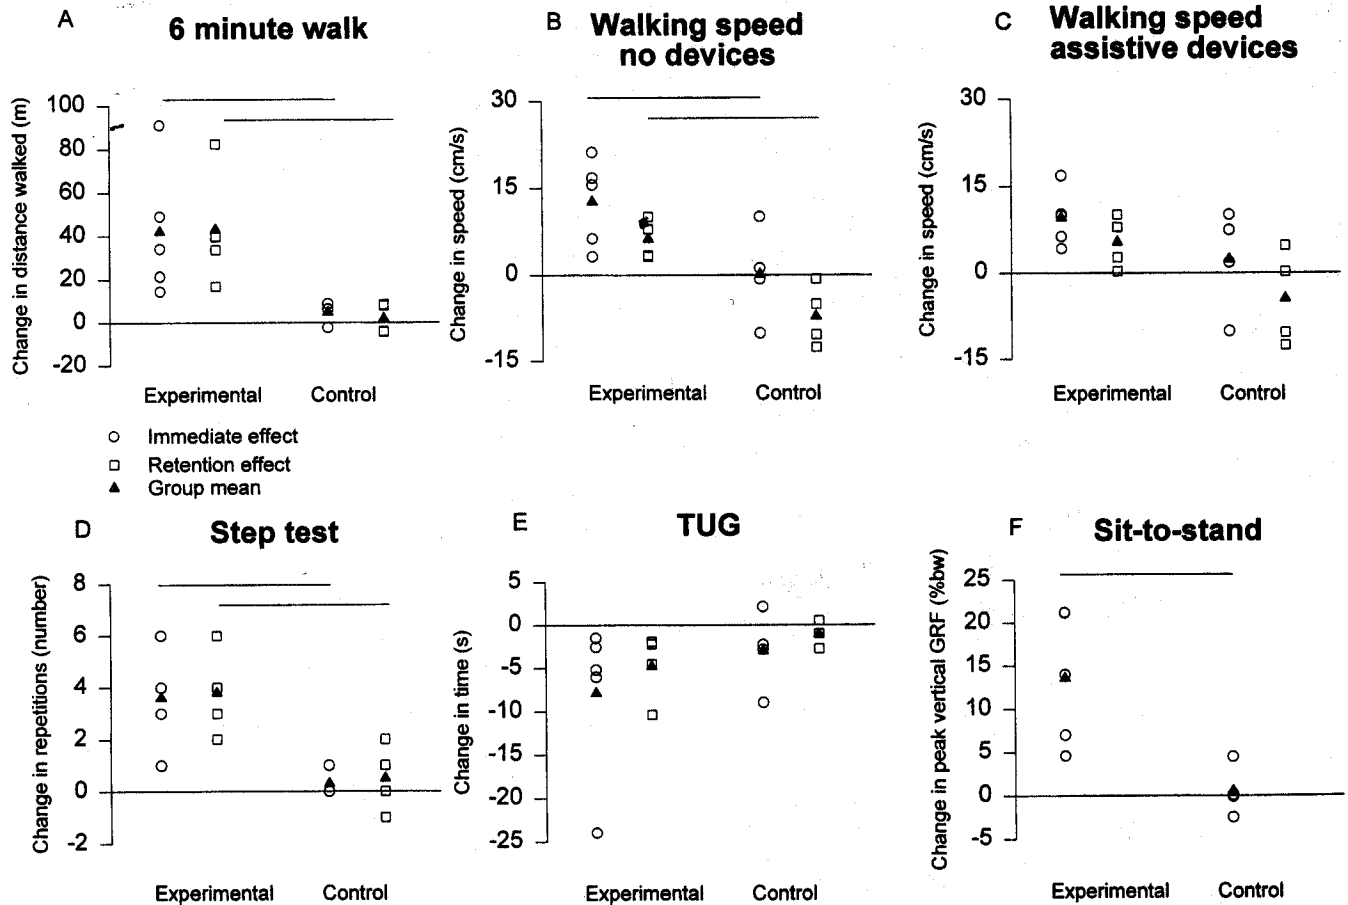 A
6 minute walk
Change in distance walked (m)
100
80
60
40
20
0
-20
Experimental
Control
B
Walking speed
no devices
Change in speed (cm/s)
30
15
0
-15
Experimental
Control
C
Walking speed
assistive devices
Change in speed (cm/s)
30
15
0
-15
Experimental
Control
Immediate effect
Retention effect
Group mean
D
Step test
Change in repetitions (number)
8
6
4
2
0
-2
Experimental
Control
E
TUG
Change in time (s)
5
0
-5
-10
-15
-20
-25
Experimental
Control
F
Sit-to-stand
Change in peak vertical GRF (%bw)
25
20
15
10
5
0
-5
Experimental
Control